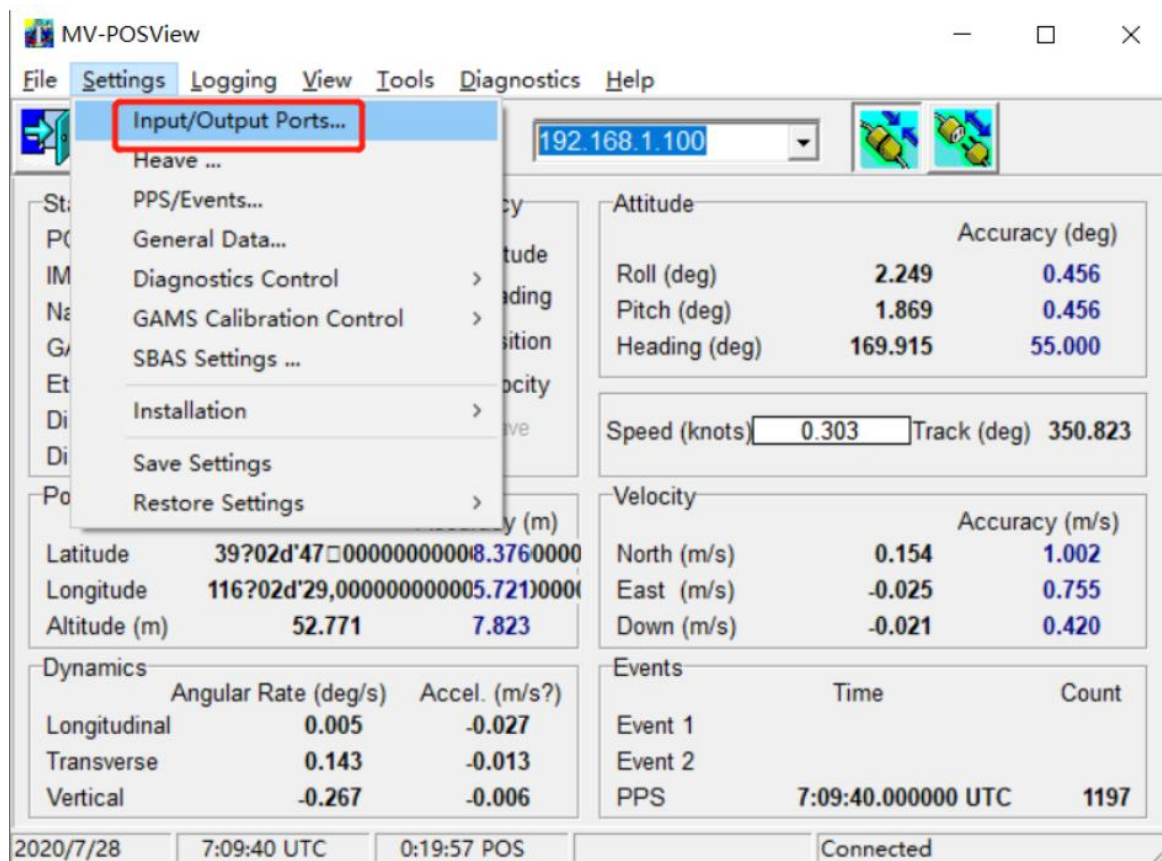 MV-POSView
File Settings Logging View Tools Diagnostics Help
Input/Output Ports...
192.168.1.100
Heave ...
PPS/Events...
General Data...
Diagnostics Control
GAMS Calibration Control
SBAS Settings ...
Installation
Save Settings
Restore Settings
Attitude
Accuracy (deg)
Roll (deg) 2.249 0.456
Pitch (deg) 1.869 0.456
Heading (deg) 169.915 55.000
Speed (knots) 0.303 Track (deg) 350.823
(m)
Latitude 39?02d'47□000000000008.3760000
Longitude 116?02d'29,000000000005.721)0000
Altitude (m) 52.771 7.823
Velocity
Accuracy (m/s)
North (m/s) 0.154 1.002
East (m/s) -0.025 0.755
Down (m/s) -0.021 0.420
Dynamics
Angular Rate (deg/s) Accel. (m/s?)
Longitudinal 0.005 -0.027
Transverse 0.143 -0.013
Vertical -0.267 -0.006
Events
Time Count
Event 1
Event 2
PPS 7:09:40.000000 UTC 1197
2020/7/28 7:09:40 UTC 0:19:57 POS Connected